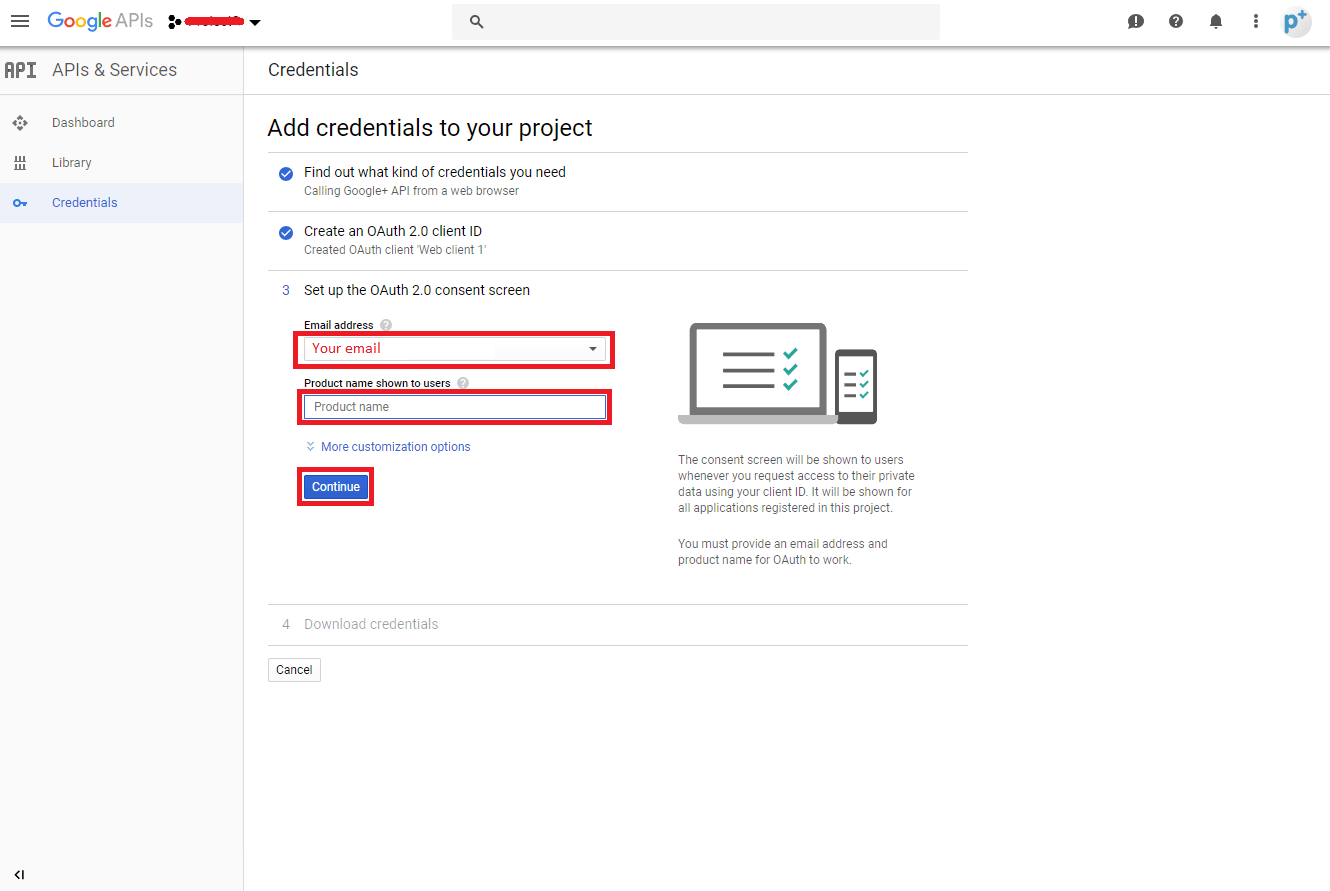 Google APIs
API APIs & Services
Credentials
Dashboard
Library
Credentials
Add credentials to your project
Find out what kind of credentials you need
Calling Google+ API from a web browser
Create an OAuth 2.0 client ID
Created OAuth client 'Web client 1'
3 Set up the OAuth 2.0 consent screen
Email address ?
Your email
Product name shown to users ?
Product name
More customization options
Continue
The consent screen will be shown to users
whenever you request access to their private
data using your client ID. It will be shown for
all applications registered in this project.
You must provide an email address and
product name for OAuth to work.
4 Download credentials
Cancel